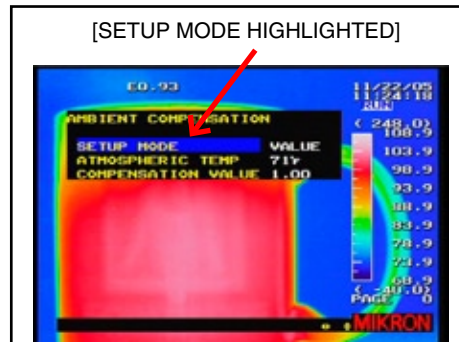 [SETUP MODE HIGHLIGHTED]
E0.93
11/22/05
11:24:18
RUN
AMBIENT COMPENSATION
( 248.0)
108.9
SETUP MODE VALUE
103.9
ATMOSPHERIC TEMP 71F
COMPENSATION VALUE 1.00
98.9
93.9
88.9
83.9
78.9
73.9
68.9
( -40.0)
PAGE 0
MIKRON